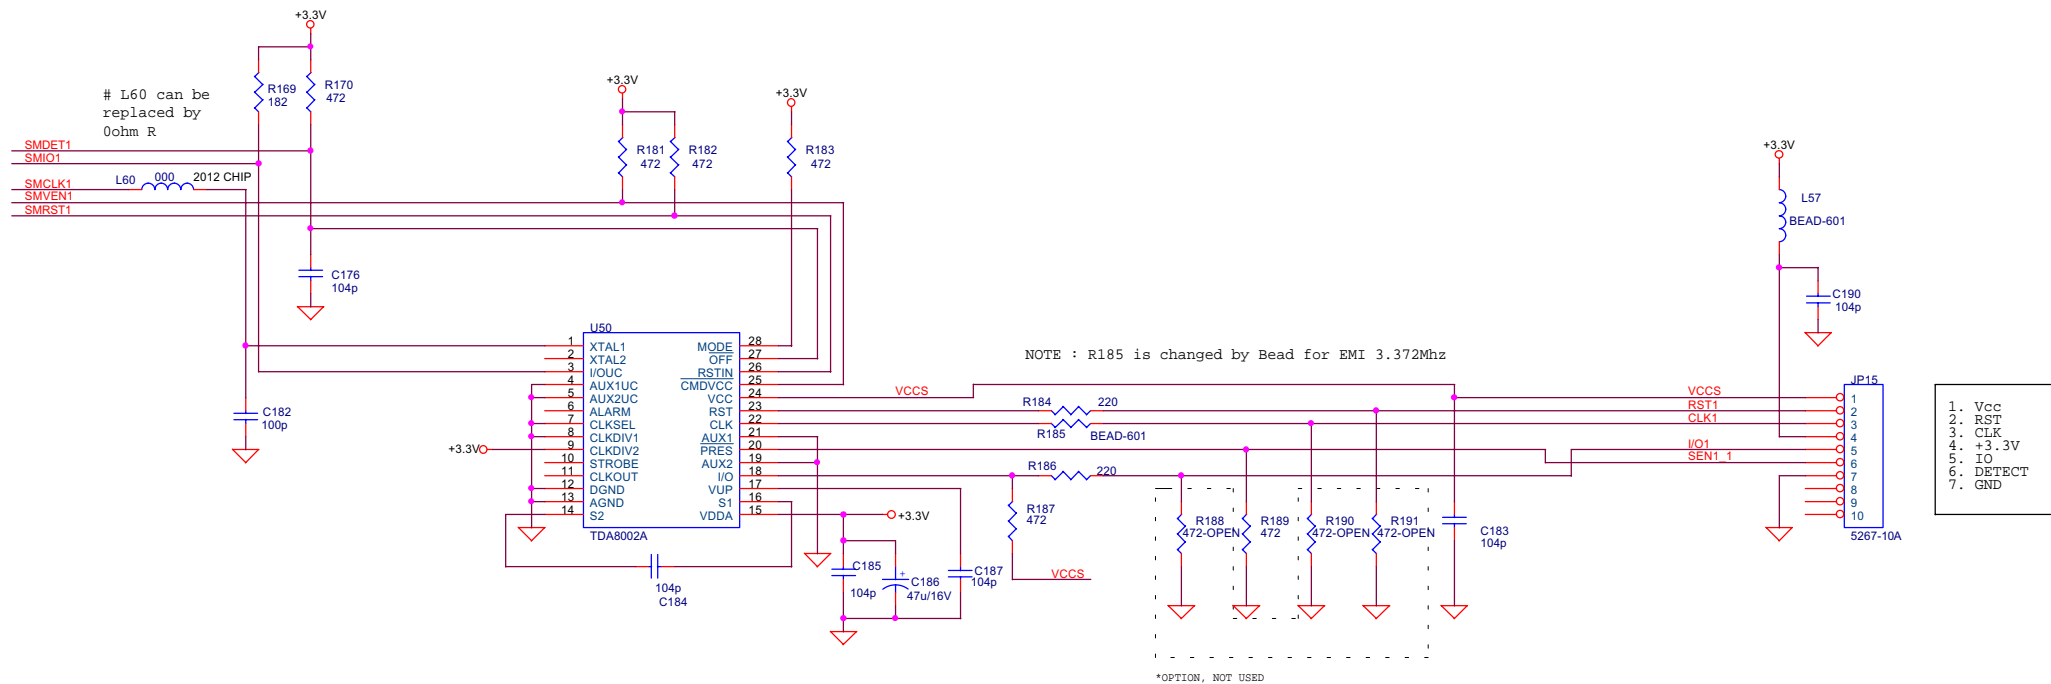 +3.3V
R169
182
R170
472
# L60 can be
replaced by
0ohm R
+3.3V
+3.3V
R181
472
R182
472
R183
472
SMDET1
SMIO1
SMCLK1
SMVEN1
SMRST1
L60
000
2012 CHIP
+3.3V
L57
BEAD-601
C176
104p
C190
104p
C182
100p
U50
1 XTAL1
2 XTAL2
3 I/OUC
4 AUX1UC
5 AUX2UC
6 ALARM
7 CLKSEL
8 CLKDIV1
9 CLKDIV2
10 STROBE
11 CLKOUT
12 DGND
13 AGND
14 S2
MODE 28
OFF 27
RSTIN 26
CMDVCC 25
VCC 24
RST 23
CLK 22
AUX1 21
PRES 20
AUX2 19
I/O 18
VUP 17
S1 16
VDDA 15
TDA8002A
+3.3V
NOTE : R185 is changed by Bead for EMI 3.372Mhz
VCCS
R184
220
R185
BEAD-601
R186
220
R187
472
VCCS
+3.3V
104p
C184
C185
104p
C186
+
47u/16V
C187
104p
R188
472-OPEN
R189
472
R190
472-OPEN
R191
472-OPEN
C183
104p
*OPTION, NOT USED
VCCS
RST1
CLK1
I/O1
SEN1_1
JP15
1
2
3
4
5
6
7
8
9
10
5267-10A
1. Vcc
2. RST
3. CLK
4. +3.3V
5. IO
6. DETECT
7. GND